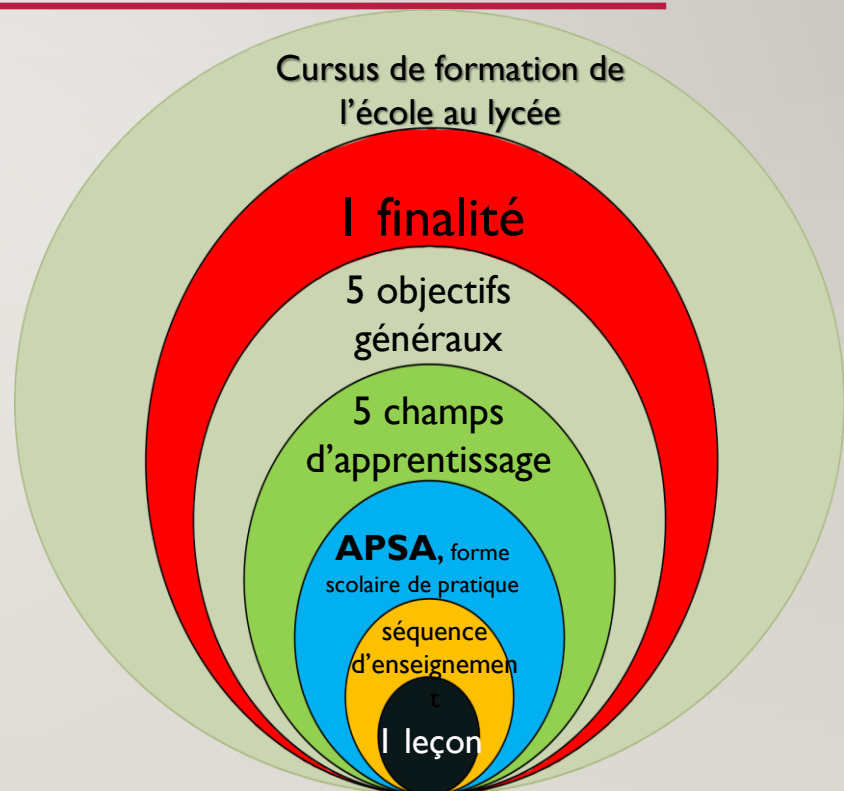 Cursus de formation de
l’école au lycée
1 finalité
5 objectifs
généraux
5 champs
d’apprentissage
APSA, forme
scolaire de pratique
séquence
d’enseignemen
t
1 leçon